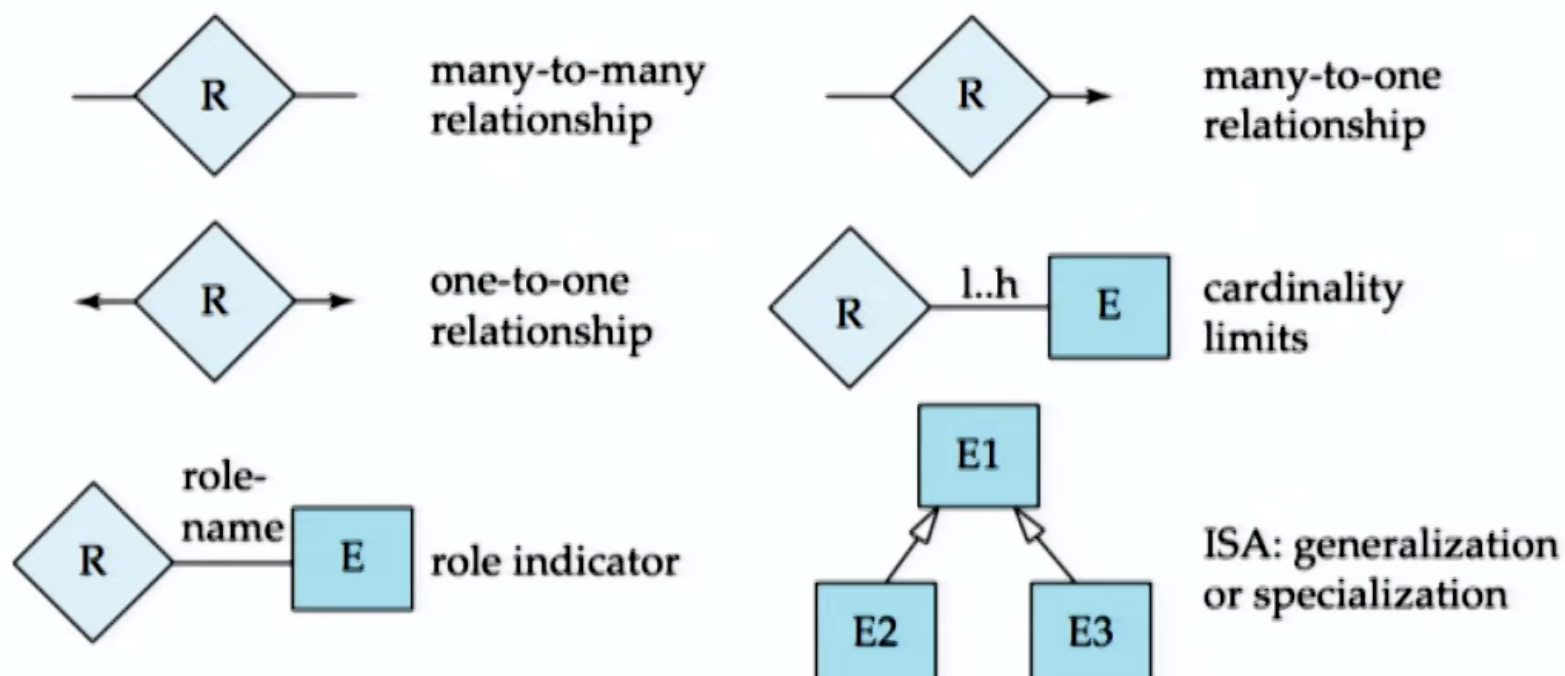 R
many-to-many
relationship
R
many-to-one
relationship
R
one-to-one
relationship
R
l..h
E
cardinality
limits
R
role-
name
E
role indicator
E1
E2
E3
ISA: generalization
or specialization